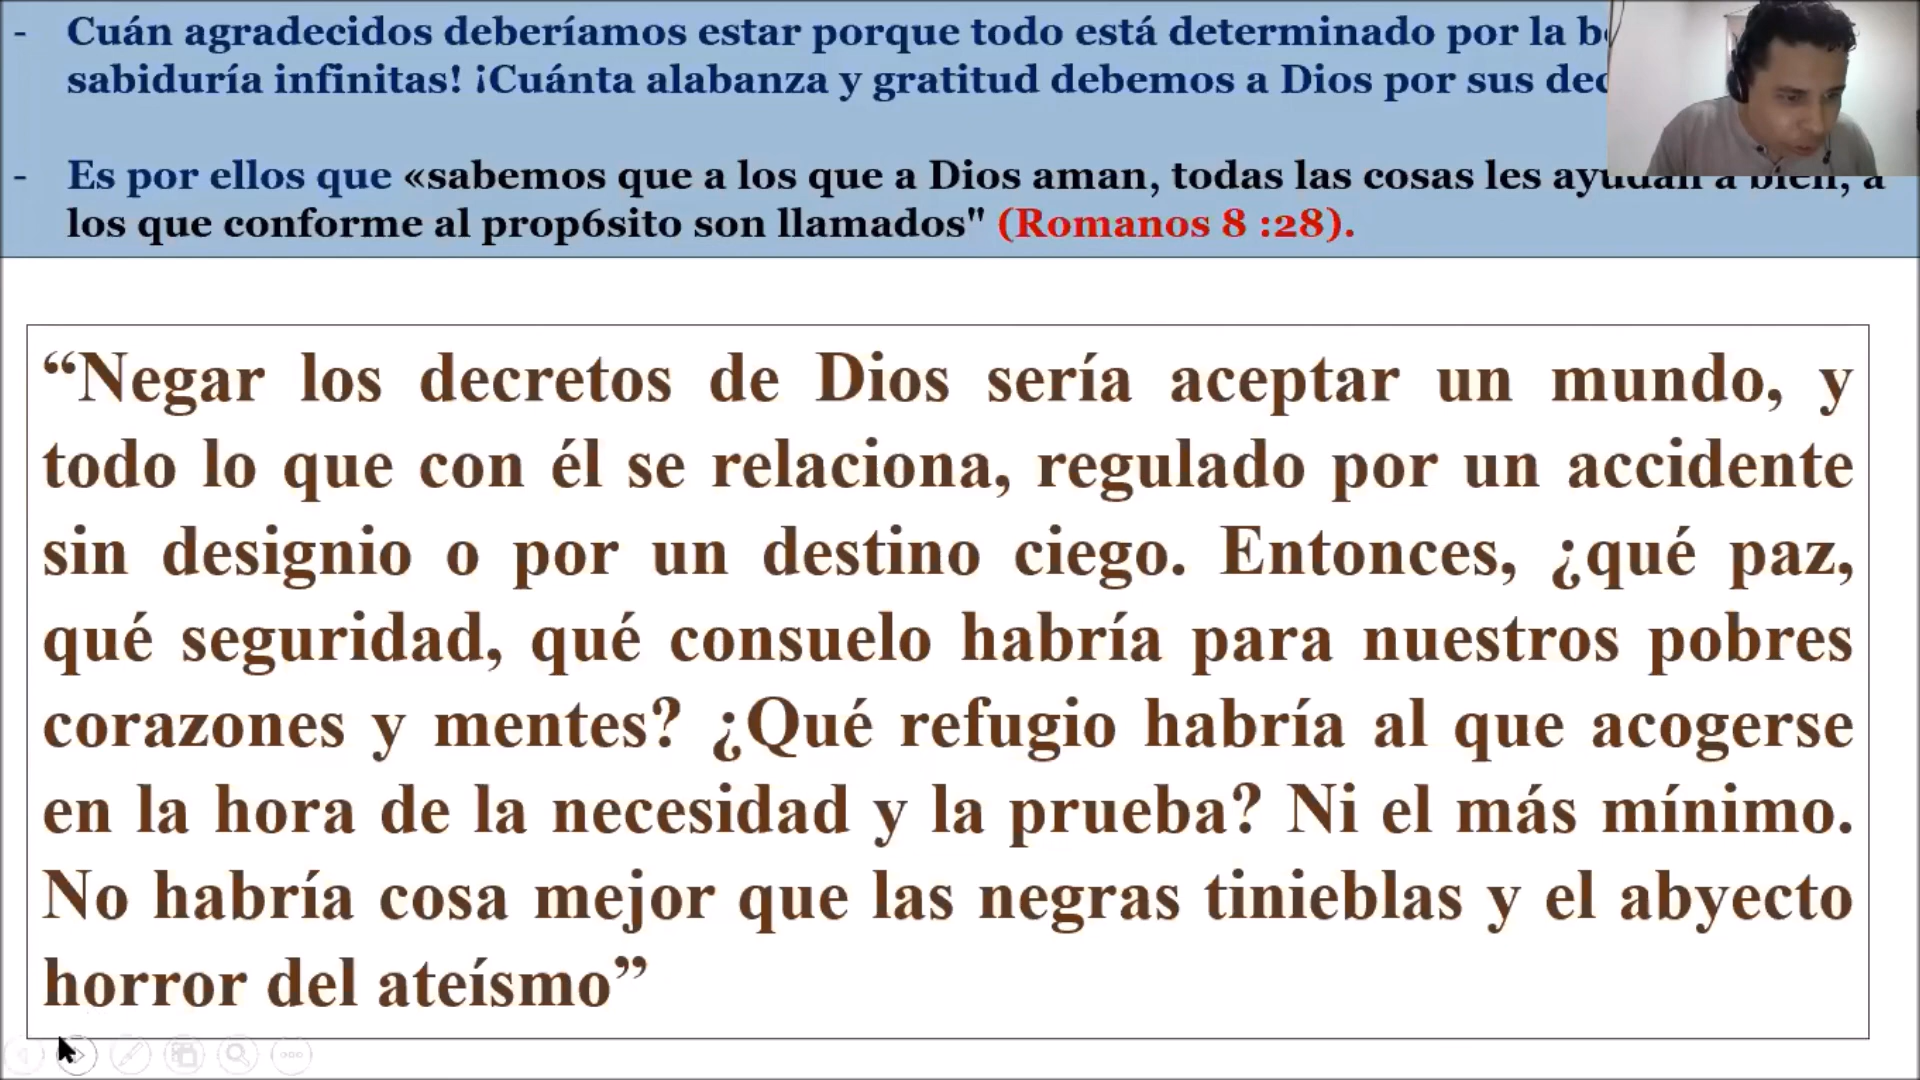 - Cuán agradecidos deberíamos estar porque todo está determinado por la
sabiduría infinitas! ¡Cuánta alabanza y gratitud debemos a Dios por sus
- Es por ellos que «sabemos que a los que a Dios aman, todas las cosas les ayudan a bien, a
los que conforme al prop6sito son llamados" (Romanos 8 :28).
“Negar los decretos de Dios sería aceptar un mundo, y
todo lo que con él se relaciona, regulado por un accidente
sin designio o por un destino ciego. Entonces, ¿qué paz,
qué seguridad, qué consuelo habría para nuestros pobres
corazones y mentes? ¿Qué refugio habría al que acogerse
en la hora de la necesidad y la prueba? Ni el más mínimo.
No habría cosa mejor que las negras tinieblas y el abyecto
horror del ateísmo”